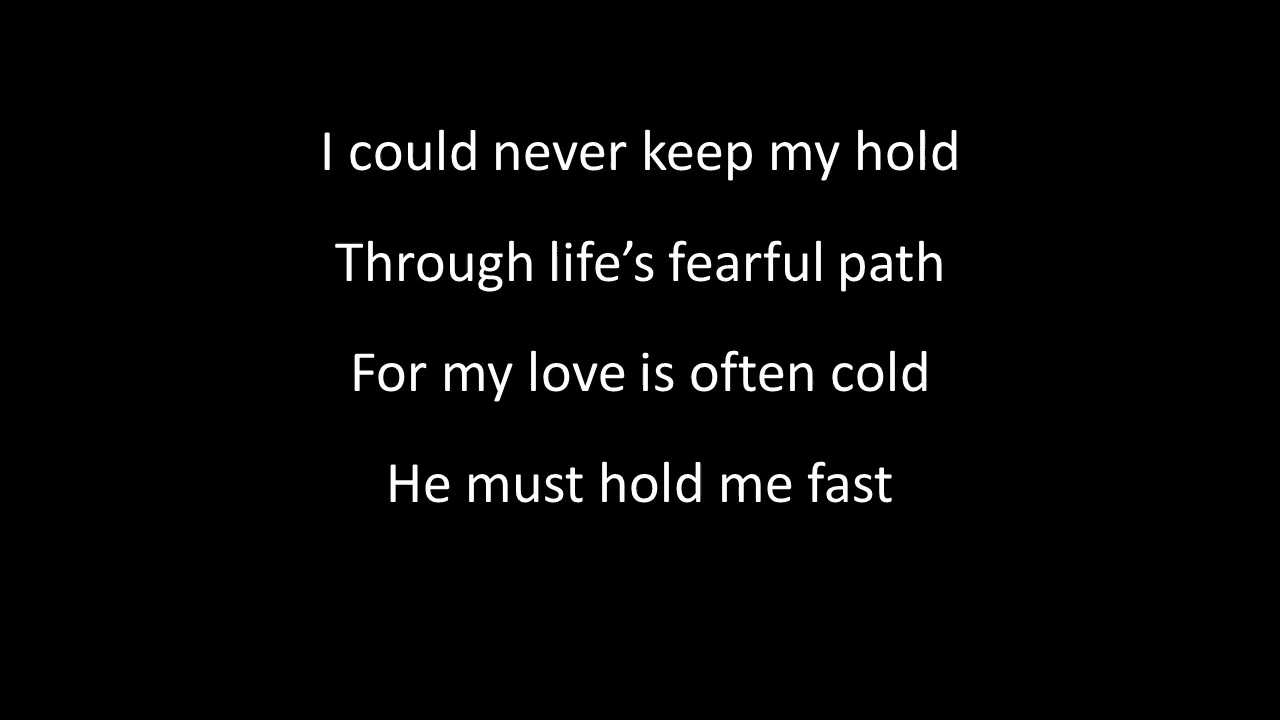 I could never keep my hold
Through life’s fearful path
For my love is often cold
He must hold me fast